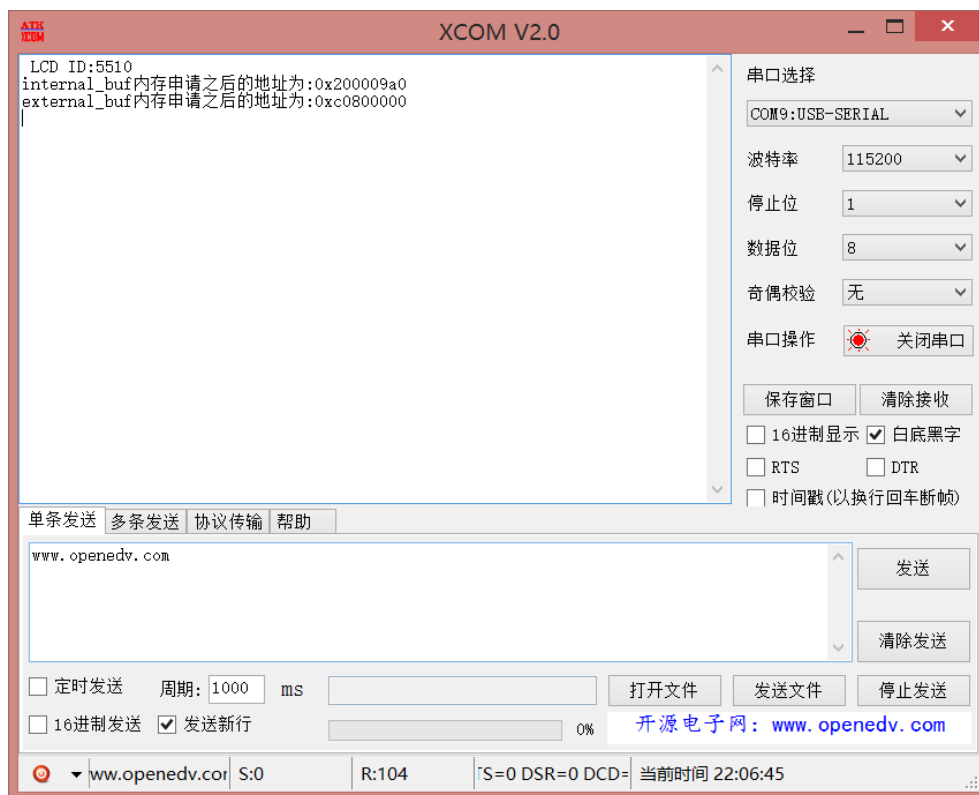 ATK
XCOM
XCOM V2.0
LCD ID:5510
internal_buf内存申请之后的地址为:0x200009a0
external_buf内存申请之后的地址为:0xc0800000
串口选择
COM9:USB-SERIAL
波特率 115200
停止位 1
数据位 8
奇偶校验 无
串口操作 关闭串口
保存窗口 清除接收
16进制显示 白底黑字
RTS DTR
时间戳(以换行回车断帧)
单条发送 多条发送 协议传输 帮助
www.openedv.com
发送
清除发送
定时发送 周期: 1000 ms 打开文件 发送文件 停止发送
16进制发送 发送新行 0% 开源电子网: www.openedv.com
ww.openedv.cor S:0 R:104 TS=0 DSR=0 DCD= 当前时间 22:06:45